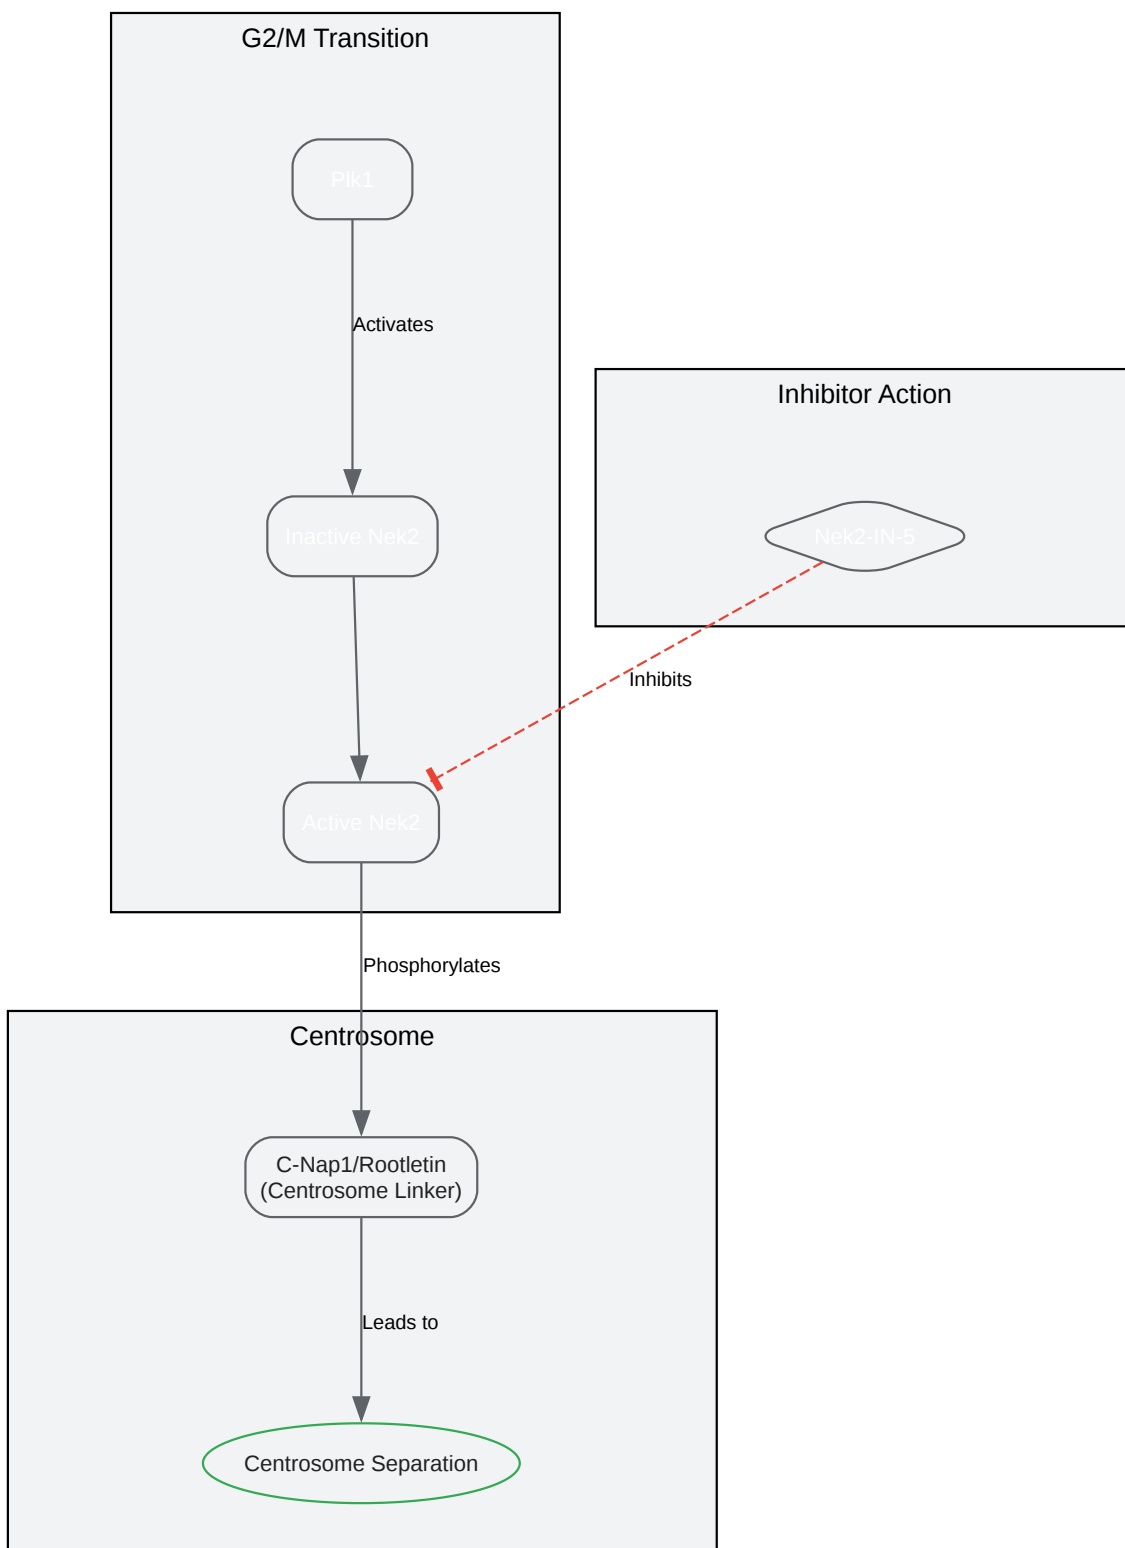 G2/M Transition
Plk1
Activates
Inhibitor Action
Inactive Nek2
Nek2-IN-5
Inhibits
Active Nek2
Phosphorylates
Centrosome
C-Nap1/Rootletin
(Centrosome Linker)
Leads to
Centrosome Separation